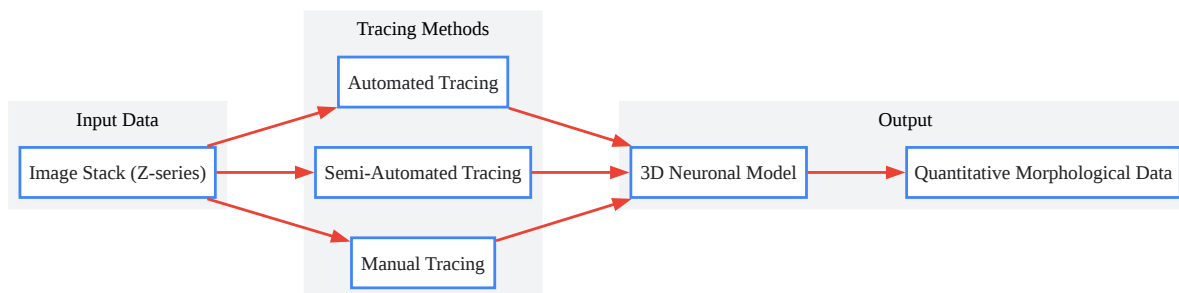 Tracing Methods
Automated Tracing
Input Data
Output
Image Stack (Z-series)
Semi-Automated Tracing
3D Neuronal Model
Quantitative Morphological Data
Manual Tracing